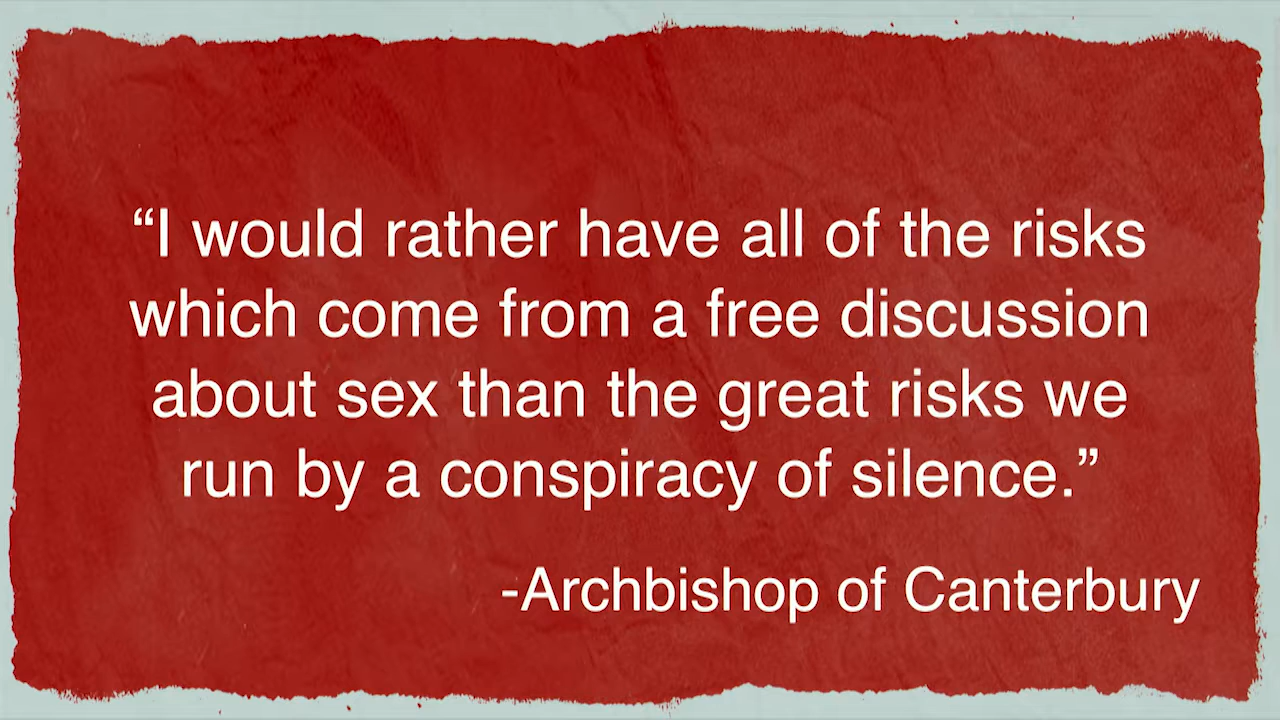 “I would rather have all of the risks
which come from a free discussion
about sex than the great risks we
run by a conspiracy of silence.”
-Archbishop of Canterbury